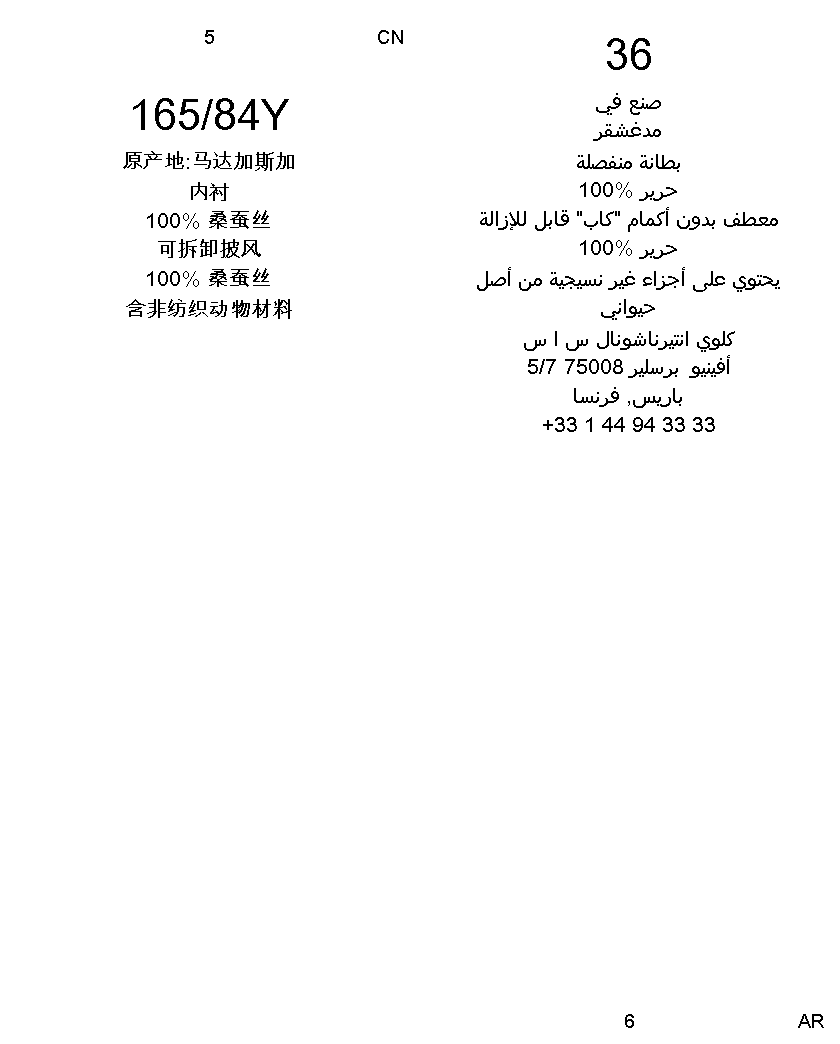 5
CN
165/84Y
原产地:马达加斯加
内衬
100% 桑蚕丝
可拆卸披风
100% 桑蚕丝
含非纺织动物材料
36
صنع في
مدغشقر
بطانة منفصلة
حرير %100
معطف بدون أكمام "كاب" قابل للإزالة
حرير %100
يحتوي على أجزاء غير نسيجية من أصل
حيواني
كلوي انتيرناشونال س ا س
أفينيو برسلير 75008 5/7
باريس, فرنسا
+33 1 44 94 33 33
6
AR